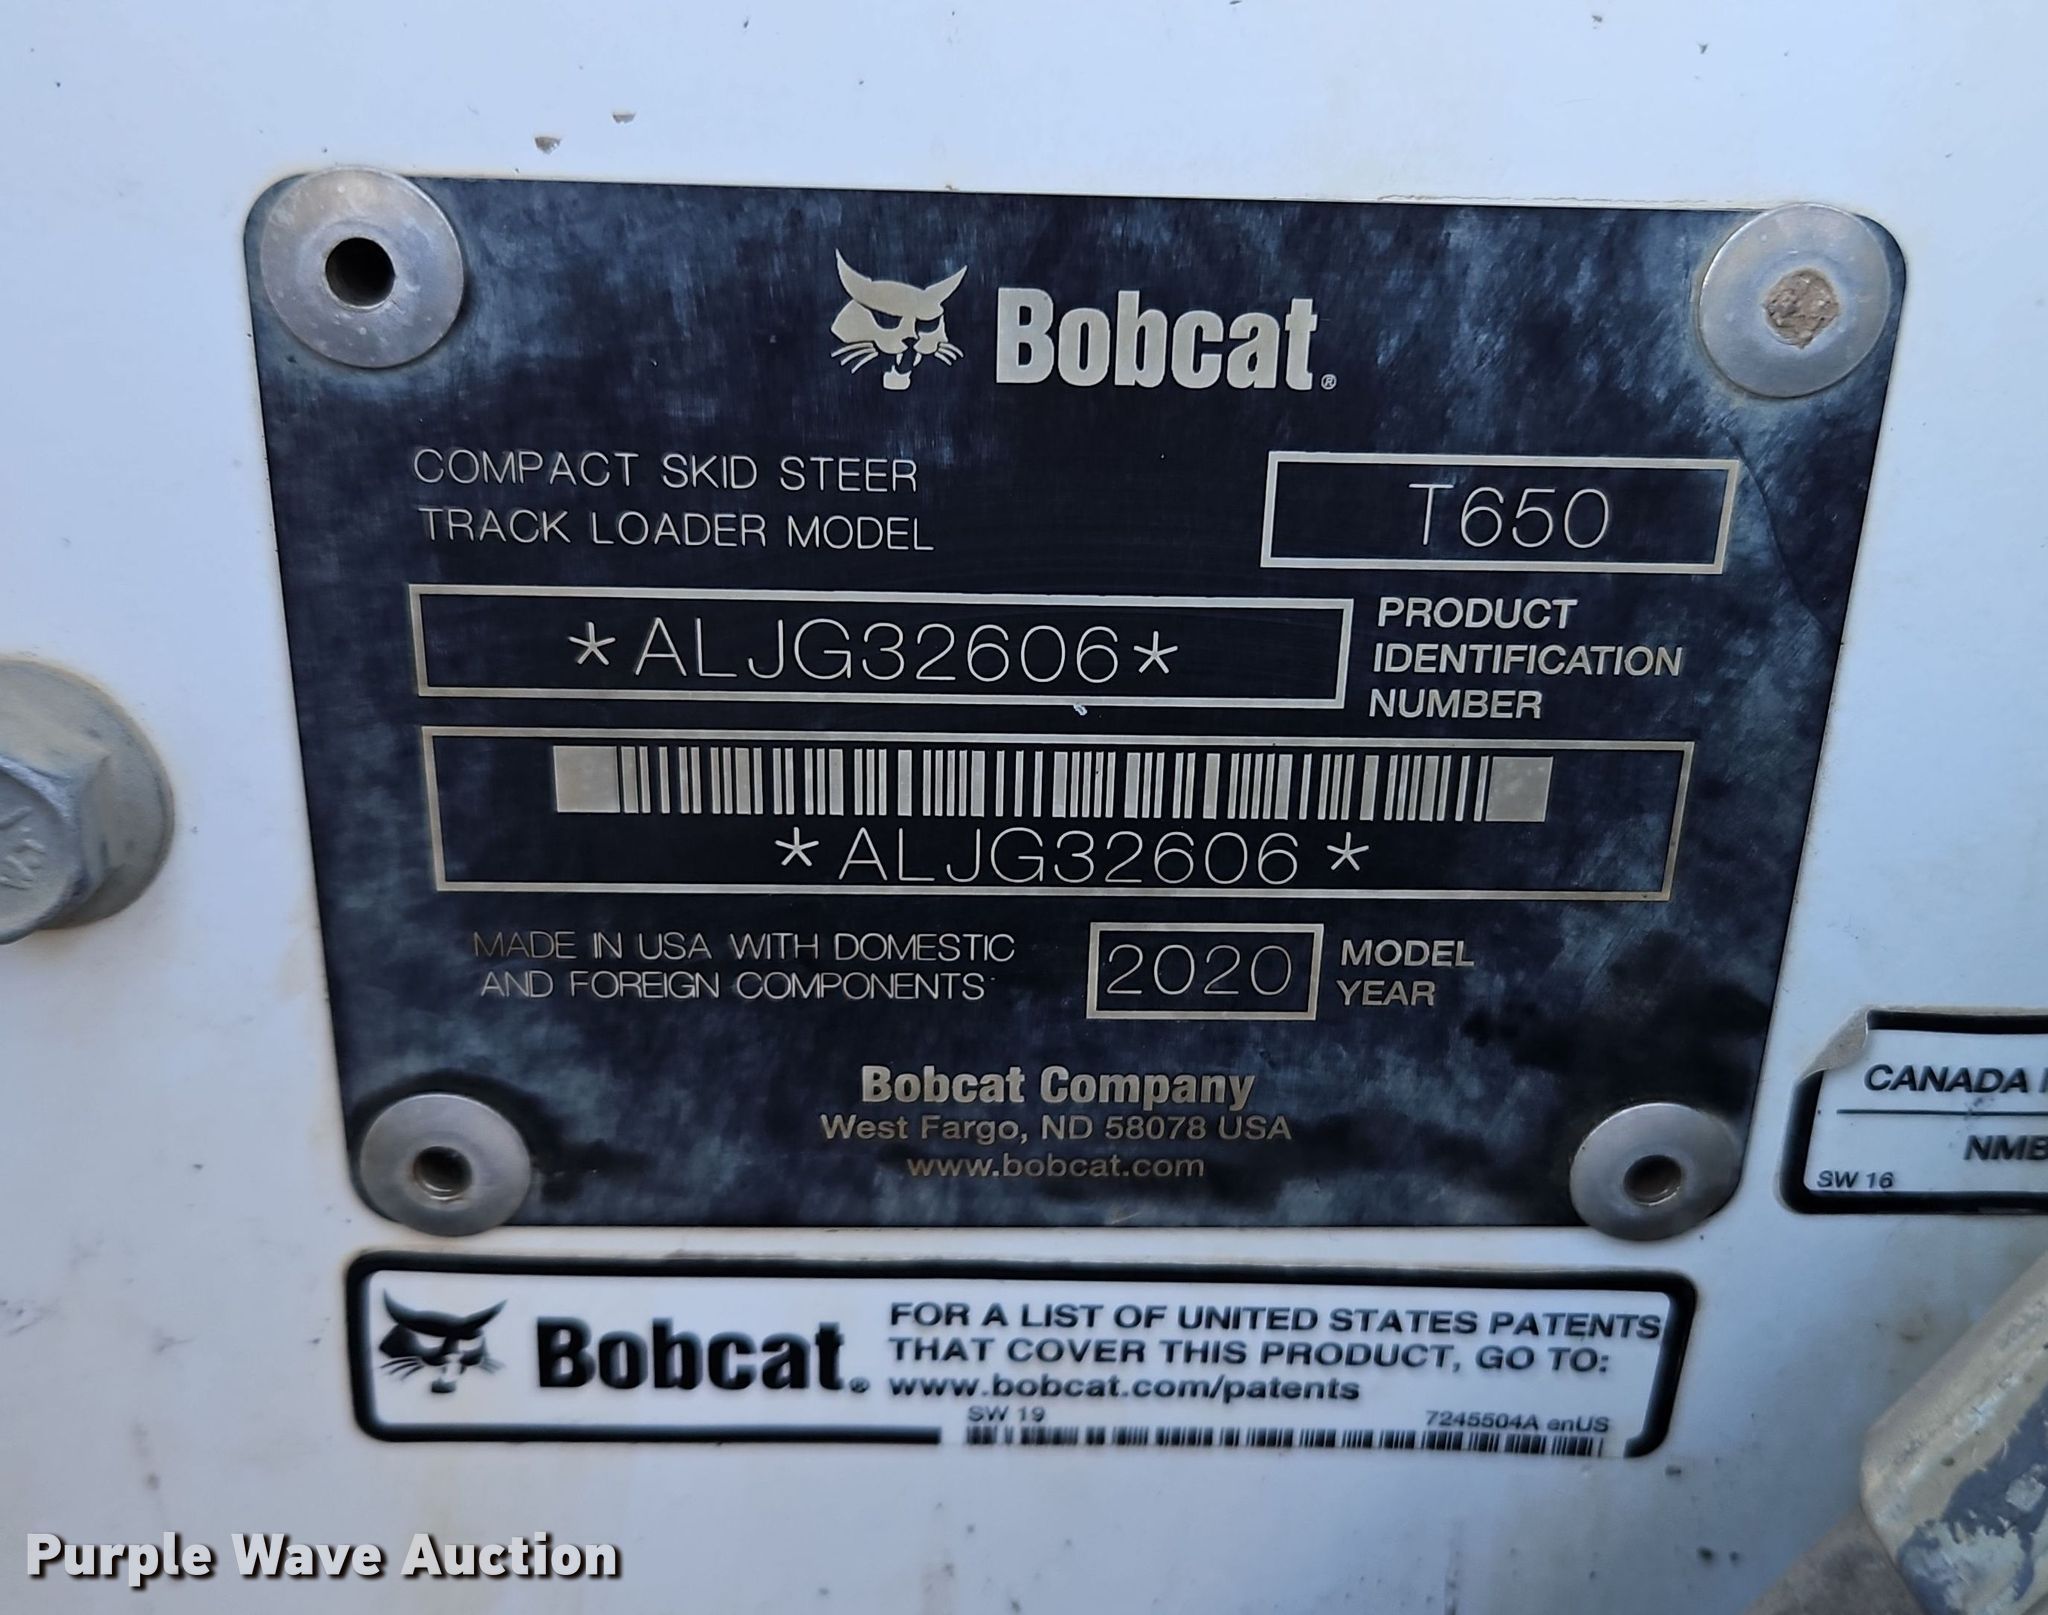 Bobcat®
COMPACT SKID STEER
TRACK LOADER MODEL
T650
*ALJG32606*
PRODUCT
IDENTIFICATION
NUMBER
*ALJG32606*
MADE IN USA WITH DOMESTIC
AND FOREIGN COMPONENTS
2020
MODEL
YEAR
Bobcat Company
West Fargo, ND 58078 USA
www.bobcat.com
CANADA
NMB
SW 16
Bobcat®
FOR A LIST OF UNITED STATES PATENTS
THAT COVER THIS PRODUCT, GO TO:
www.bobcat.com/patents
SW 19
7245504A enUS
Purple Wave Auction